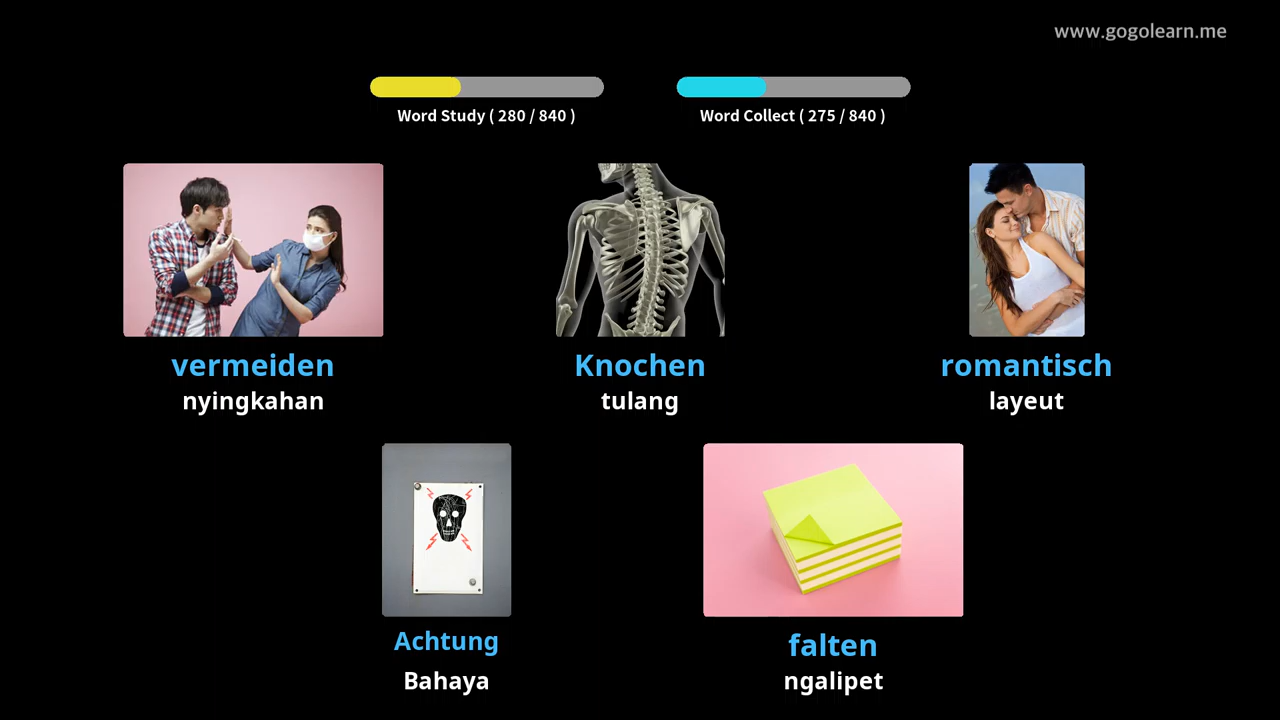 www.gogolearn.me
Word Study ( 280 / 840 )
Word Collect ( 275 / 840 )
vermeiden
nyingkahan
Knochen
tulang
romantisch
layeut
Achtung
Bahaya
falten
ngalipet